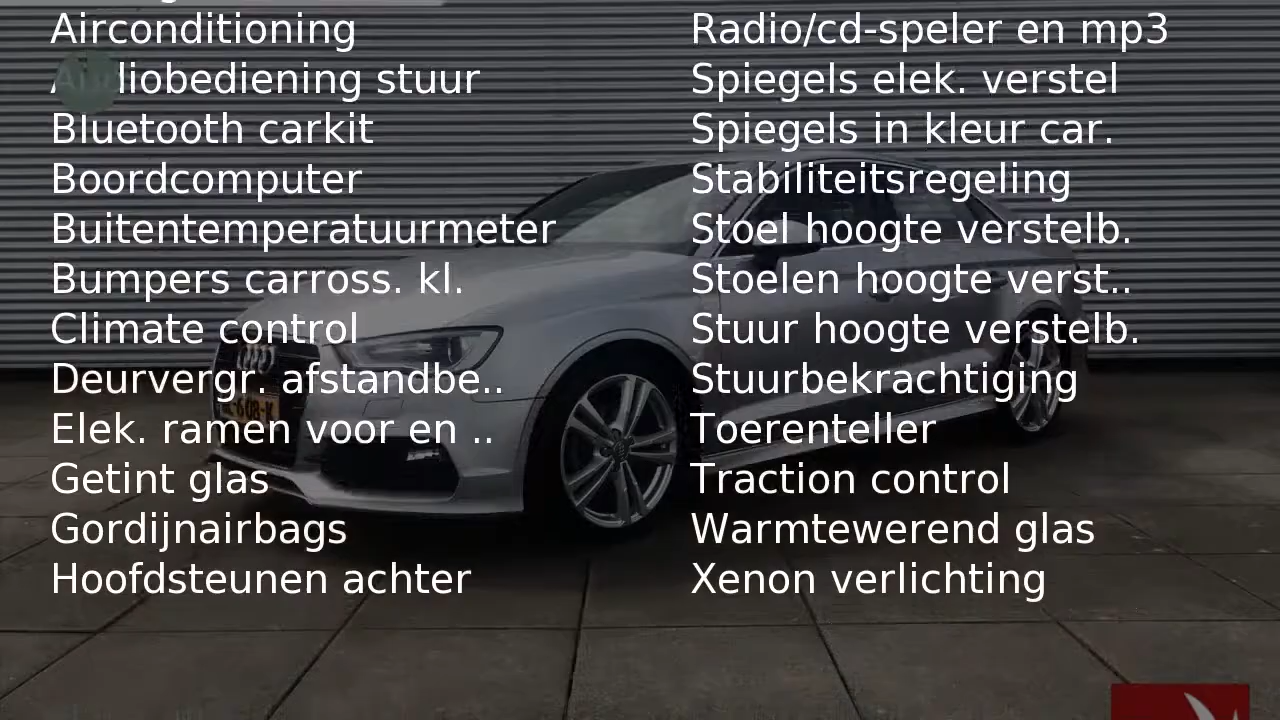 Airconditioning
Audiobediening stuur
Bluetooth carkit
Boordcomputer
Buitentemperatuurmeter
Bumpers carross. kl.
Climate control
Deurvergr. afstandbe..
Elek. ramen voor en ..
Getint glas
Gordijnairbags
Hoofdsteunen achter
Radio/cd-speler en mp3
Spiegels elek. verstel
Spiegels in kleur car.
Stabiliteitsregeling
Stoel hoogte verstelb.
Stoelen hoogte verst..
Stuur hoogte verstelb.
Stuurbekrachtiging
Toerenteller
Traction control
Warmtewerend glas
Xenon verlichting